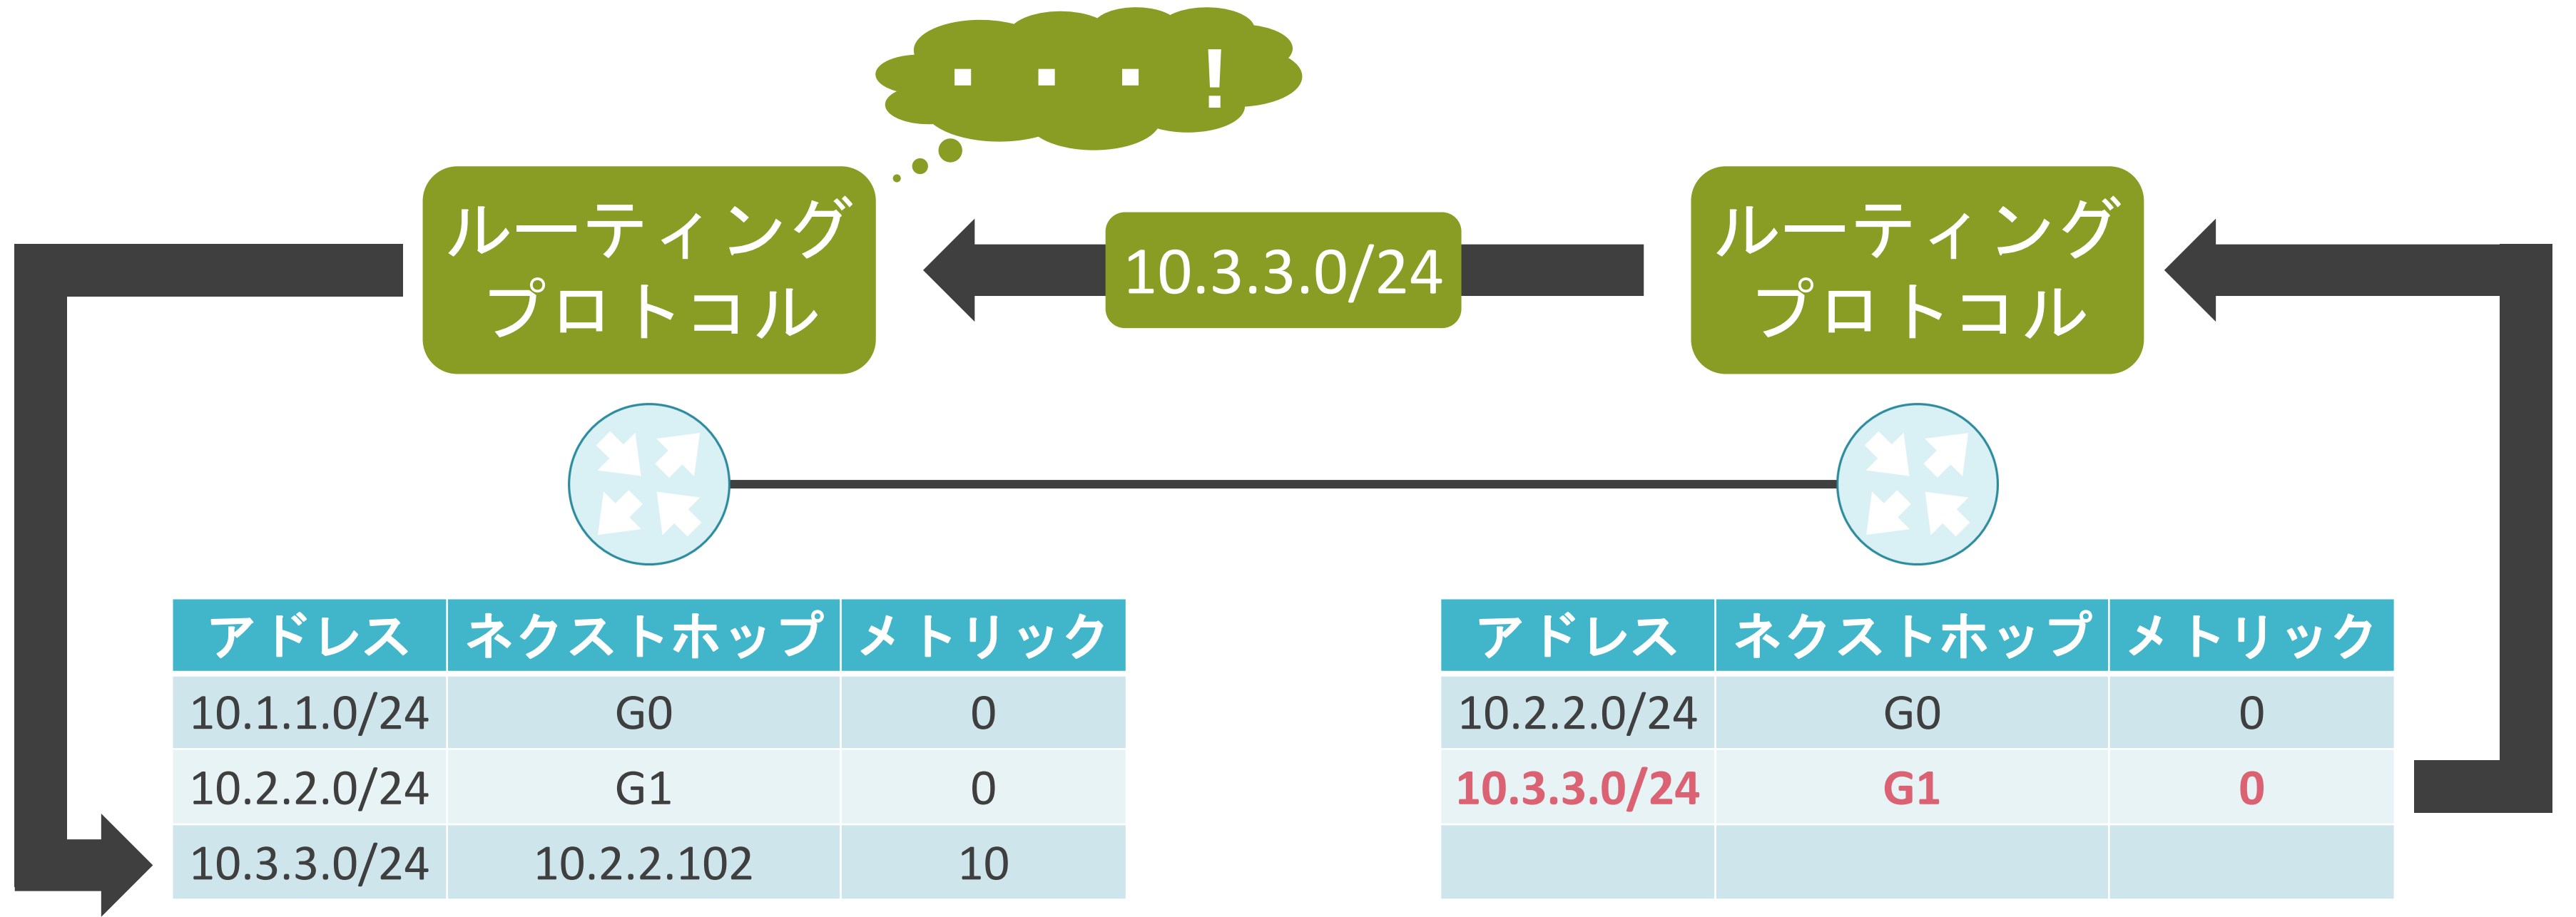 ・・・！
ルーティング
プロトコル
10.3.3.0/24
ルーティング
プロトコル
アドレス ネクストホップ メトリック
10.1.1.0/24 G0 0
10.2.2.0/24 G1 0
10.3.3.0/24 10.2.2.102 10
アドレス ネクストホップ メトリック
10.2.2.0/24 G0 0
10.3.3.0/24 G1 0